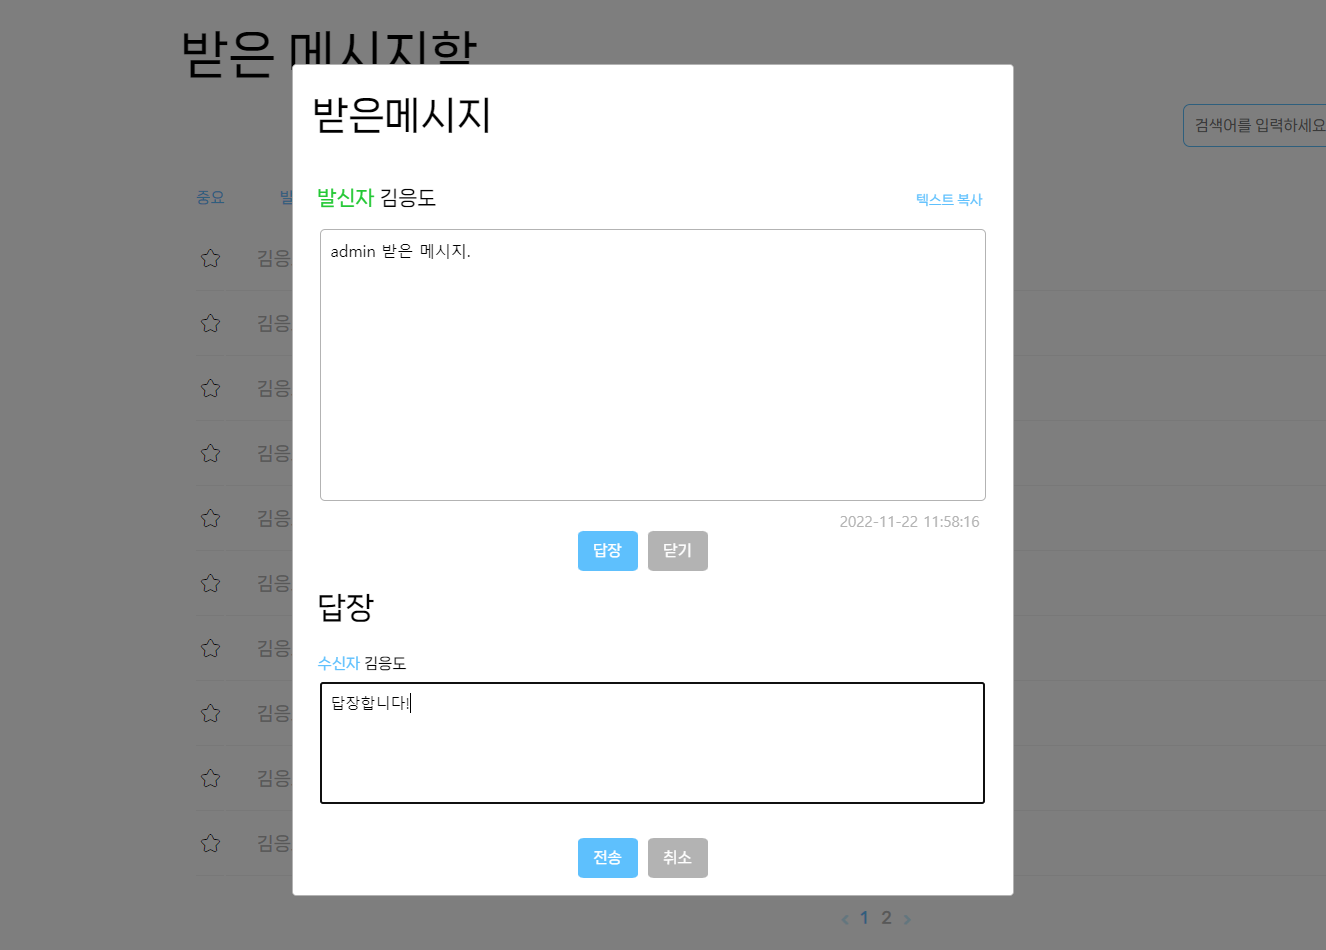 받은 메시지함
받은메시지
검색어를 입력하세요
중요
발신자 김응도
텍스트 복사
admin 받은 메시지.
김응
김응
김응
김응
김응
2022-11-22 11:58:16
답장 닫기
김응
답장
김응
수신자 김응도
답장합니다!
김응
김응
김응
전송 취소
‹ 1 2 ›